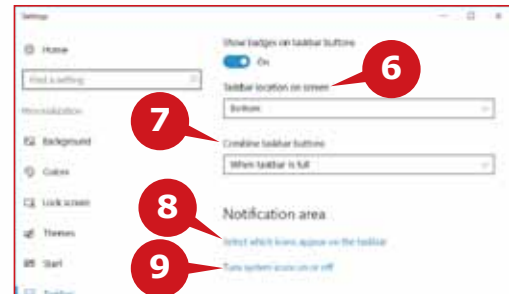 Settings
Home
Find a setting
Personalization
Background
Colors
Lock screen
Themes
Start
Taskbar
Show badges on taskbar buttons
On
Taskbar location on screen
6
Bottom
7
Combine taskbar buttons
When taskbar is full
8
Notification area
Select which icons appear on the taskbar
9
Turn system icons on or off